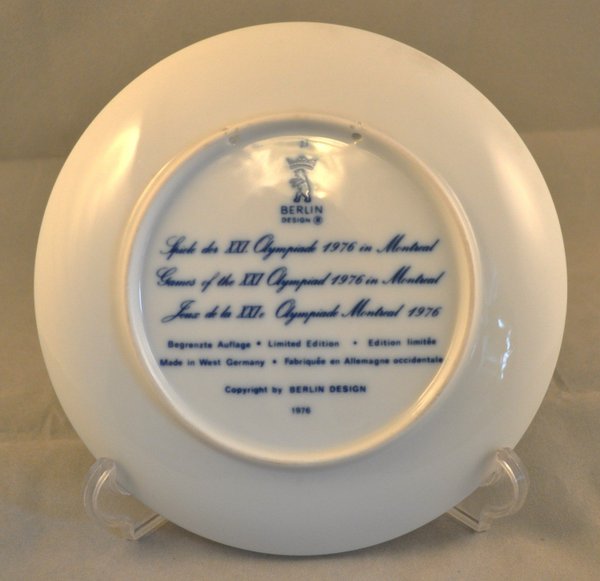 BERLIN
DESIGN ®
Spiele der XXI. Olympiade 1976 in Montreal
Games of the XXI Olympiad 1976 in Montreal
Jeux de la XXIe Olympiade Montreal 1976
Begrenzte Auflage • Limited Edition • Edition limitée
Made in West Germany • Fabriquée en Allemagne occidentale
Copyright by BERLIN DESIGN
1976